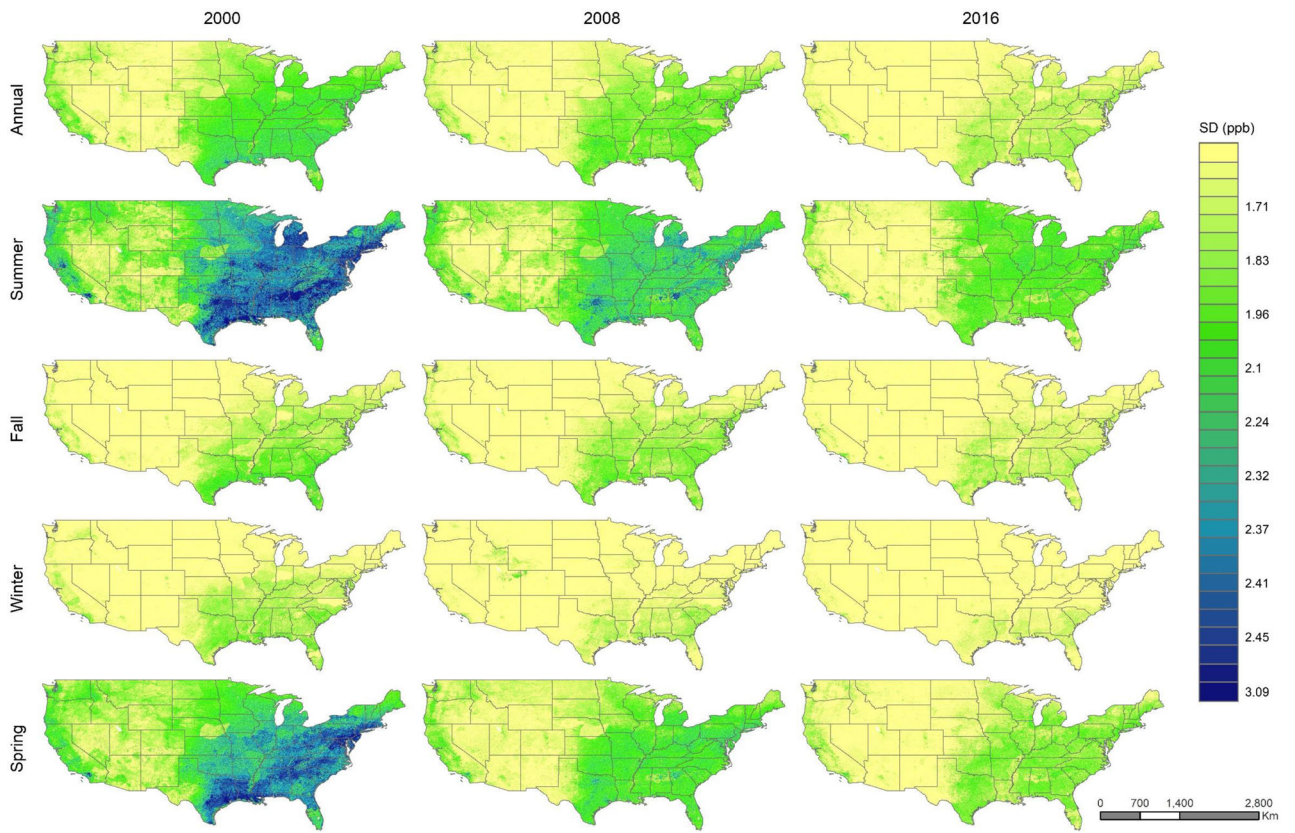 2000 2008 2016
Annual
Summer
Fall
Winter
Spring
SD (ppb)
1.71
1.83
1.96
2.1
2.24
2.32
2.37
2.41
2.45
3.09
0 700 1,400 2,800
Km